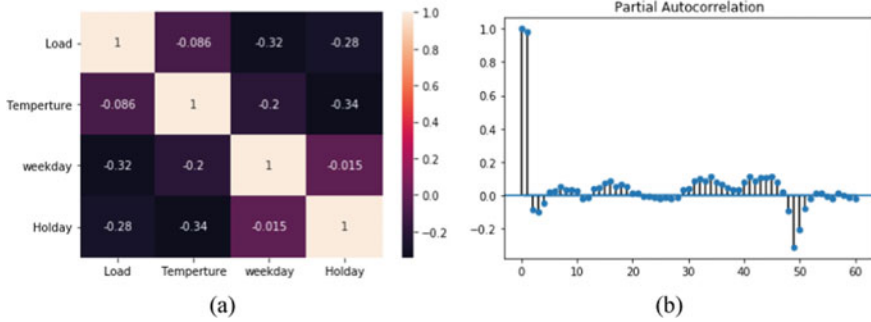 Load
Temperture
weekday
Holday
1 -0.086 -0.32 -0.28
-0.086 1 -0.2 -0.34
-0.32 -0.2 1 -0.015
-0.28 -0.34 -0.015 1
Load Temperture weekday Holday
1.0
0.8
0.6
0.4
0.2
0.0
-0.2
(a)
Partial Autocorrelation
1.0
0.8
0.6
0.4
0.2
0.0
-0.2
0 10 20 30 40 50 60
(b)